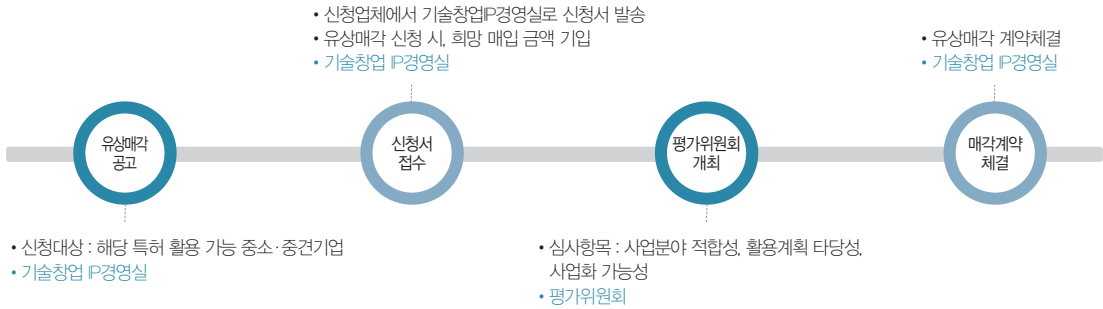 • 신청업체에서 기술창업IP경영실로 신청서 발송
• 유상매각 신청 시, 희망 매입 금액 기입
• 기술창업 IP경영실
• 유상매각 계약체결
• 기술창업 IP경영실
유상매각
공고
신청서
접수
평가위원회
개최
매각계약
체결
• 신청대상 : 해당 특허 활용 가능 중소·중견기업
• 기술창업 IP경영실
• 심사항목 : 사업분야 적합성, 활용계획 타당성,
사업화 가능성
• 평가위원회